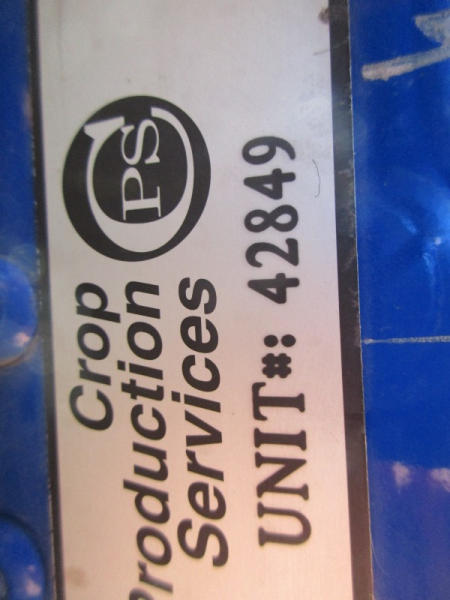 CPS
Crop
Production
Services
UNIT#: 42849